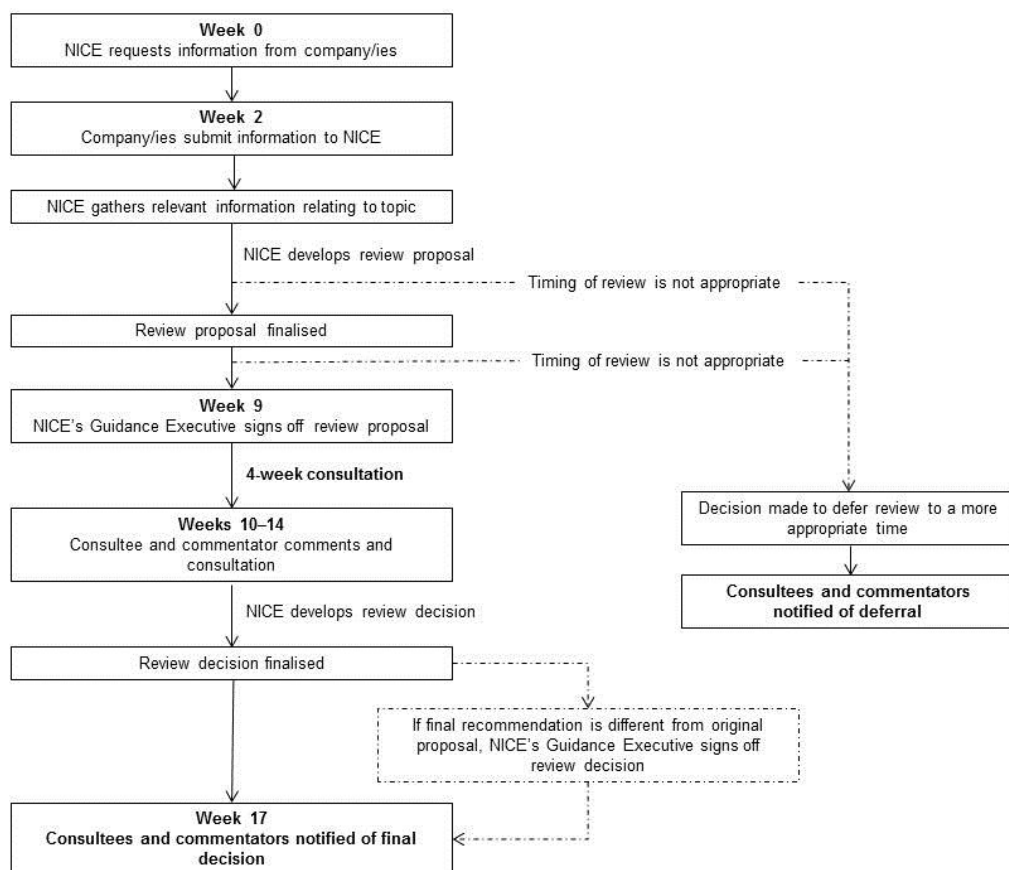 Week 0
NICE requests information from company/ies
Week 2
Company/ies submit information to NICE
NICE gathers relevant information relating to topic
NICE develops review proposal
Timing of review is not appropriate
Review proposal finalised
Timing of review is not appropriate
Week 9
NICE's Guidance Executive signs off review proposal
4-week consultation
Weeks 10–14
Consultee and commentator comments and
consultation
Decision made to defer review to a more
appropriate time
Consultees and commentators
notified of deferral
NICE develops review decision
Review decision finalised
If final recommendation is different from original
proposal, NICE's Guidance Executive signs off
review decision
Week 17
Consultees and commentators notified of final
decision